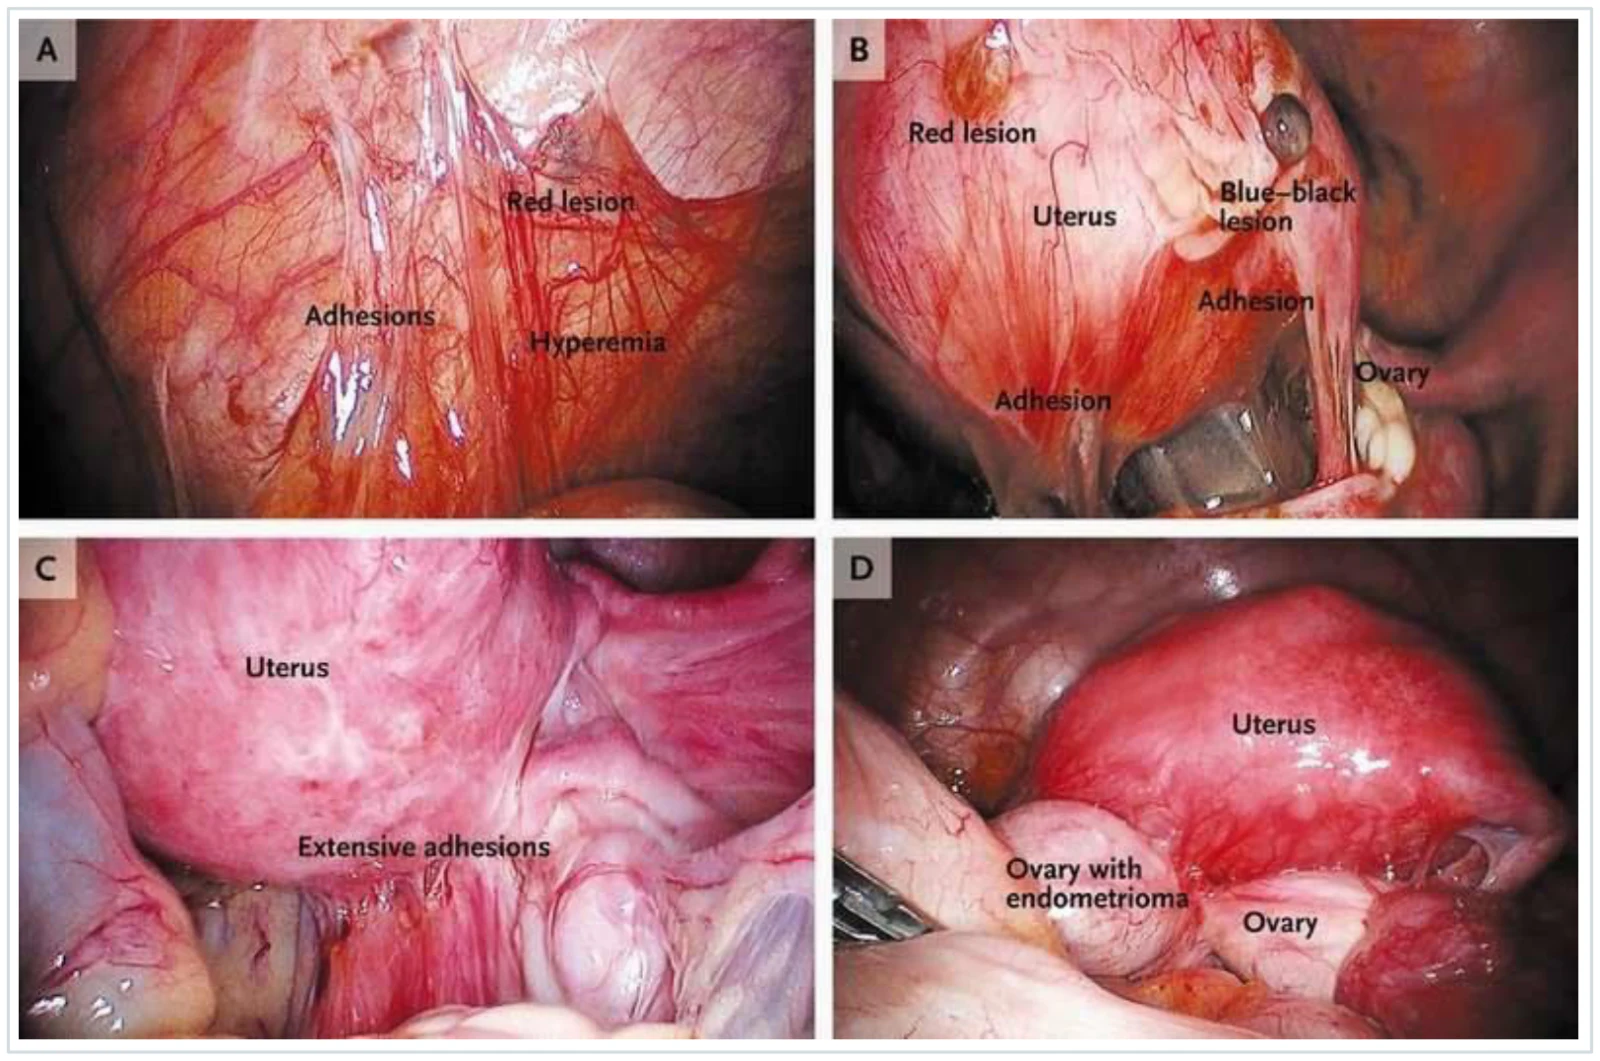 A
Red lesion
Adhesions
Hyperemia
B
Red lesion
Blue–black
lesion
Uterus
Adhesion
Ovary
Adhesion
C
Uterus
Extensive adhesions
D
Uterus
Ovary with
endometrioma
Ovary